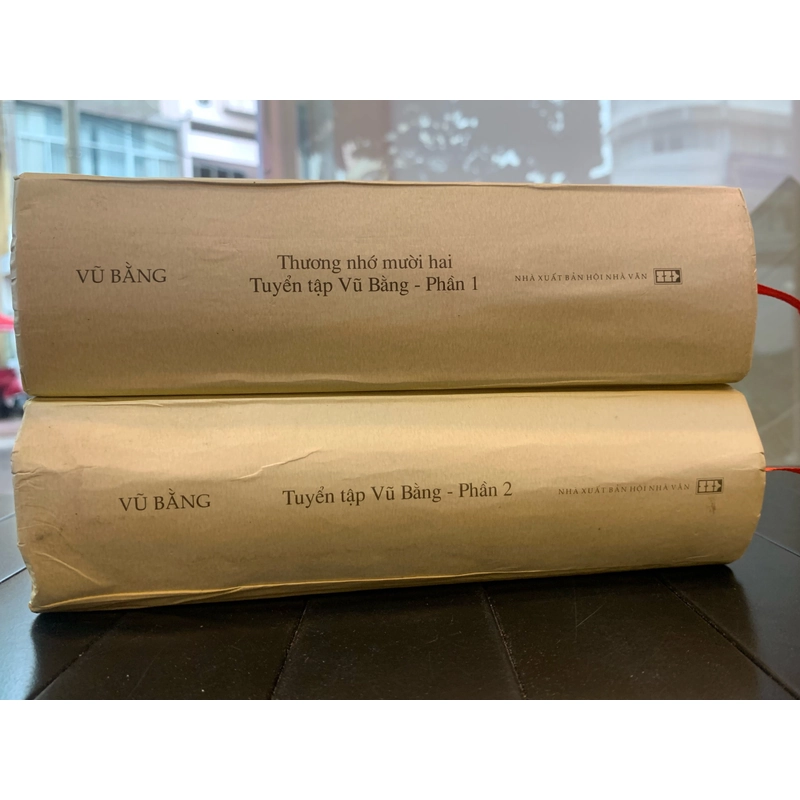 VŨ BẰNG
Thương nhớ mười hai
Tuyển tập Vũ Bằng - Phần 1
NHÀ XUẤT BẢN HỘI NHÀ VĂN
VŨ BẰNG
Tuyển tập Vũ Bằng - Phần 2
NHÀ XUẤT BẢN HỘI NHÀ VĂN